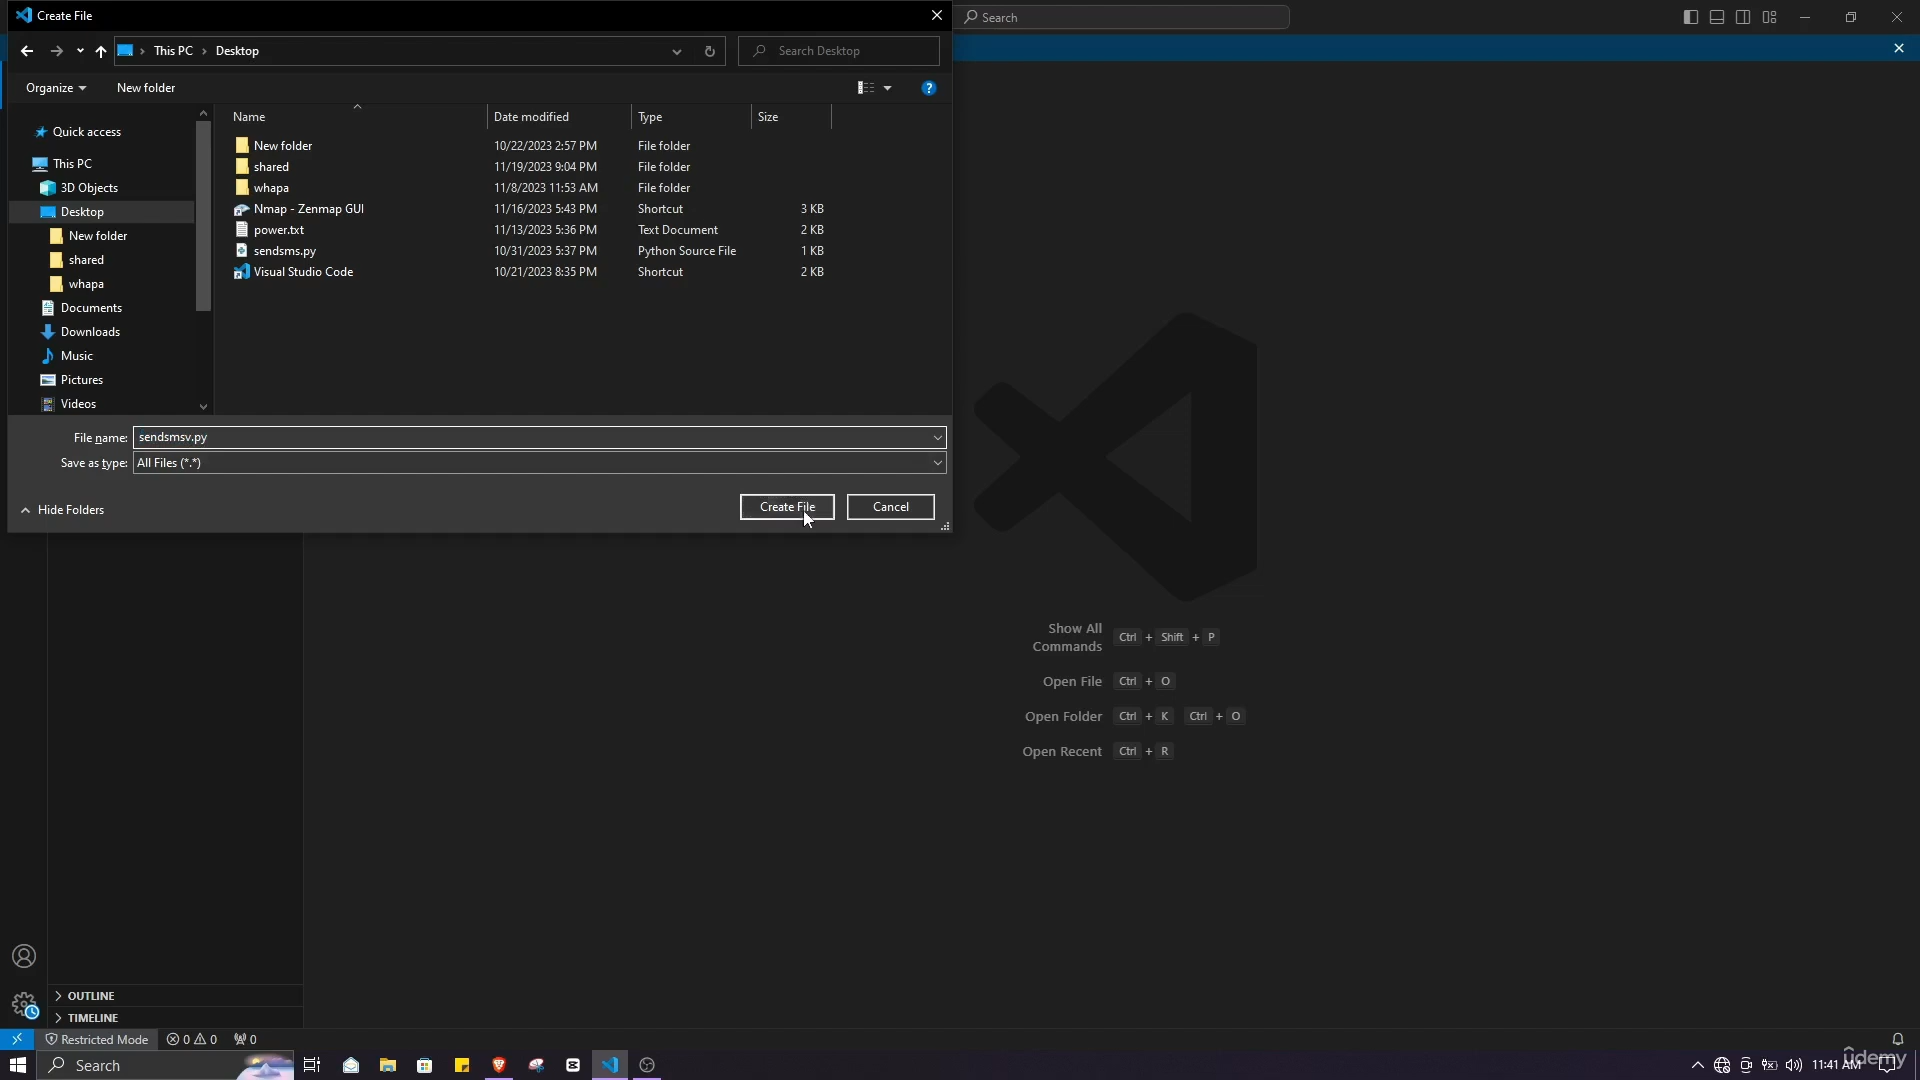 Create File
Search
This PC
Desktop
Search Desktop
Organize
New folder
?
Name
Date modified
Type
Size
Quick access
This PC
3D Objects
Desktop
New folder
shared
whapa
Documents
Downloads
Music
Pictures
Videos
New folder 10/22/2023 2:57 PM File folder
shared 11/19/2023 9:04 PM File folder
whapa 11/8/2023 11:53 AM File folder
Nmap - Zenmap GUI 11/16/2023 5:43 PM Shortcut 3 KB
power.txt 11/13/2023 5:36 PM Text Document 2 KB
sendsms.py 10/31/2023 5:37 PM Python Source File 1 KB
Visual Studio Code 10/21/2023 8:35 PM Shortcut 2 KB
File name: sendsmsv.py
Save as type: All Files (*.*)
Hide Folders
Create File
Cancel
Show All
Commands
Ctrl + Shift + P
Open File Ctrl + O
Open Folder Ctrl + K Ctrl + O
Open Recent Ctrl + R
OUTLINE
TIMELINE
Restricted Mode 0 0 0
Search
11:41 AM
udemy